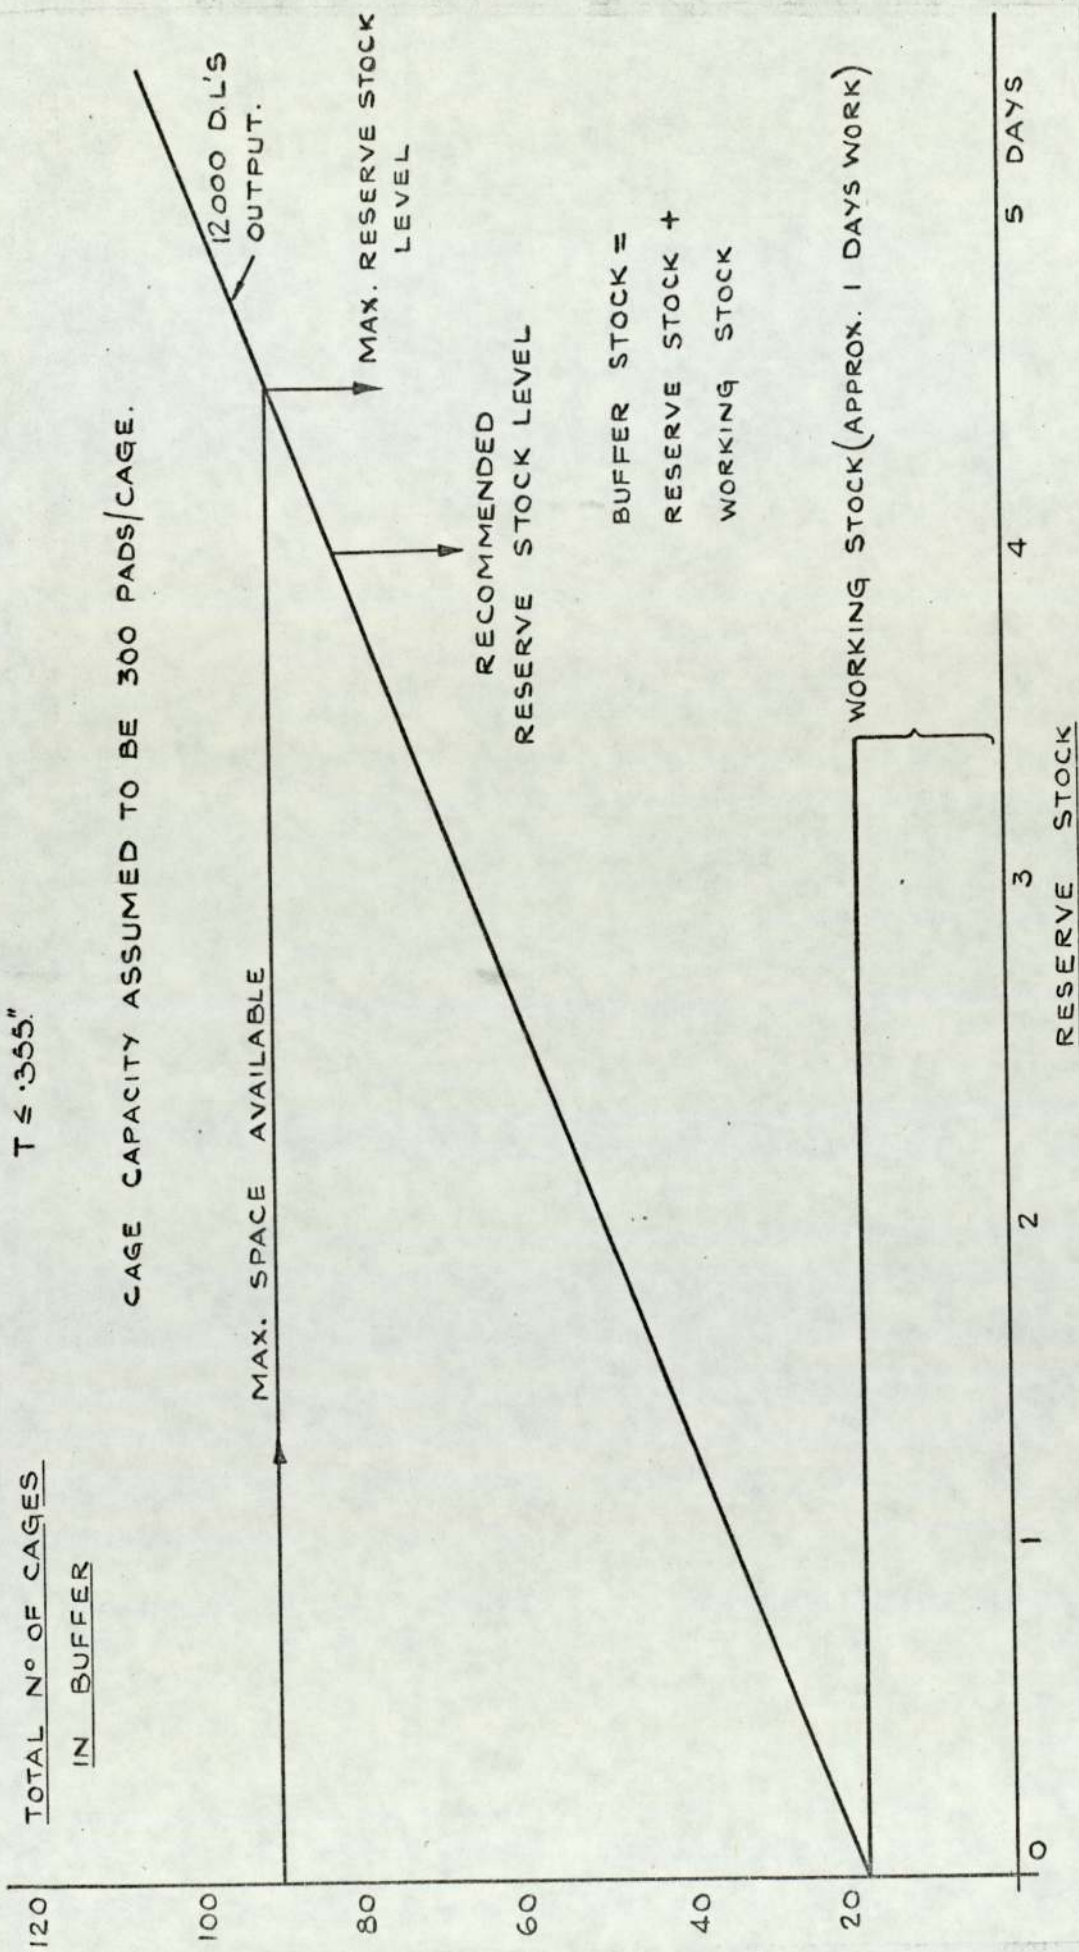 T ≤ .355"
CAGE CAPACITY ASSUMED TO BE 300 PADS/CAGE.
TOTAL Nº OF CAGES
IN BUFFER
120
100
80
60
40
20
MAX. SPACE AVAILABLE
12000 D.L'S
OUTPUT.
MAX. RESERVE STOCK
LEVEL
RECOMMENDED
RESERVE STOCK LEVEL
BUFFER STOCK =
RESERVE STOCK +
WORKING STOCK
WORKING STOCK (APPROX. 1 DAYS WORK)
0 1 2 3 4 5 DAYS
RESERVE STOCK